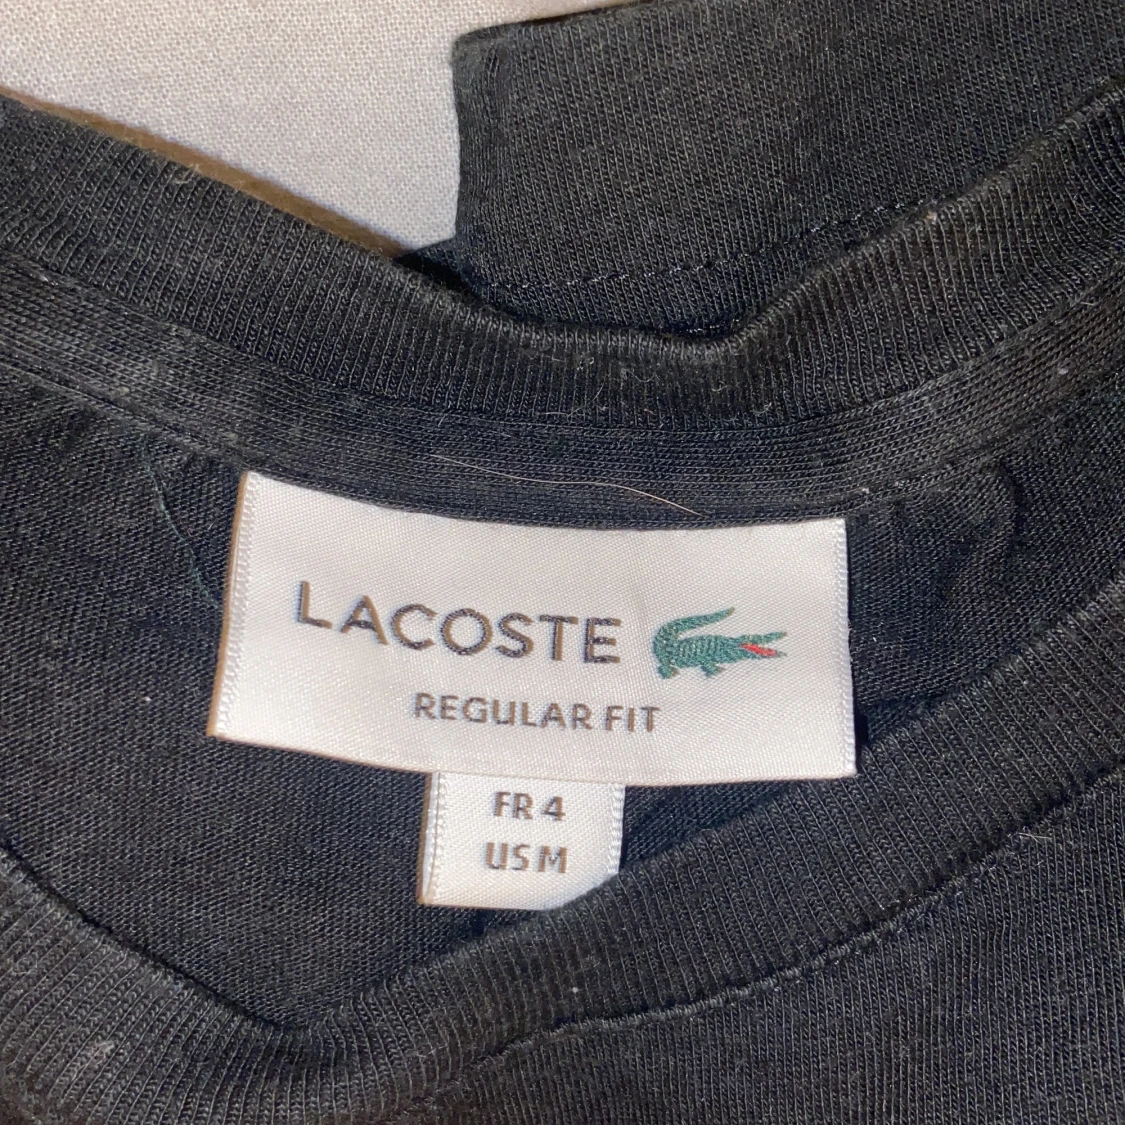 LACOSTE
REGULAR FIT
FR 4
US M